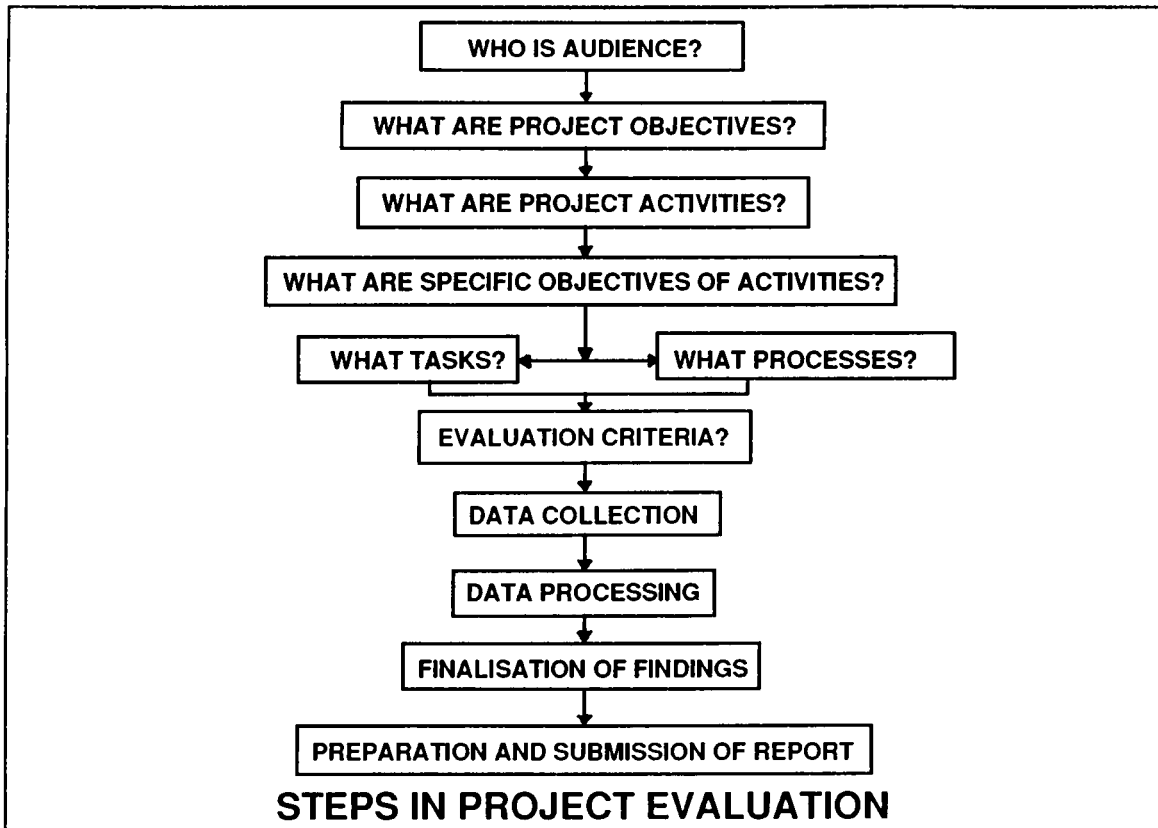 WHO IS AUDIENCE?
WHAT ARE PROJECT OBJECTIVES?
WHAT ARE PROJECT ACTIVITIES?
WHAT ARE SPECIFIC OBJECTIVES OF ACTIVITIES?
WHAT TASKS?
WHAT PROCESSES?
EVALUATION CRITERIA?
DATA COLLECTION
DATA PROCESSING
FINALISATION OF FINDINGS
PREPARATION AND SUBMISSION OF REPORT
STEPS IN PROJECT EVALUATION